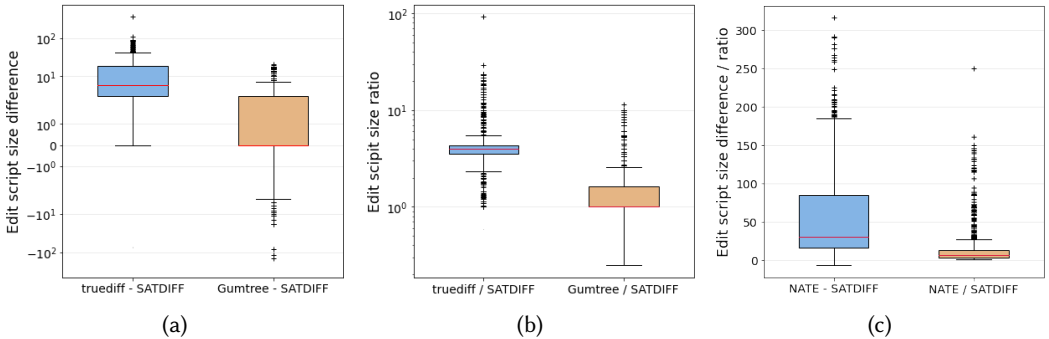 Edit script size difference
10²
10¹
10⁰
0
−10⁰
−10¹
−10²
truediff - SATDIFF
Gumtree - SATDIFF
(a)
Edit scipit size ratio
10²
10¹
10⁰
truediff / SATDIFF
Gumtree / SATDIFF
(b)
Edit script size difference / ratio
300
250
200
150
100
50
0
NATE - SATDIFF
NATE / SATDIFF
(c)